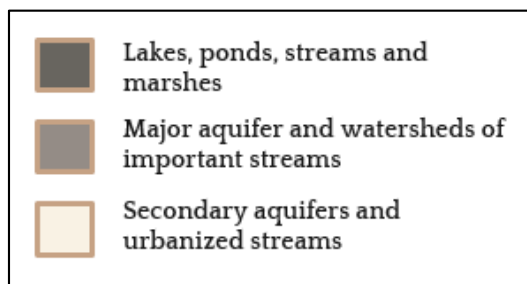 Lakes, ponds, streams and
marshes
Major aquifer and watersheds of
important streams
Secondary aquifers and
urbanized streams